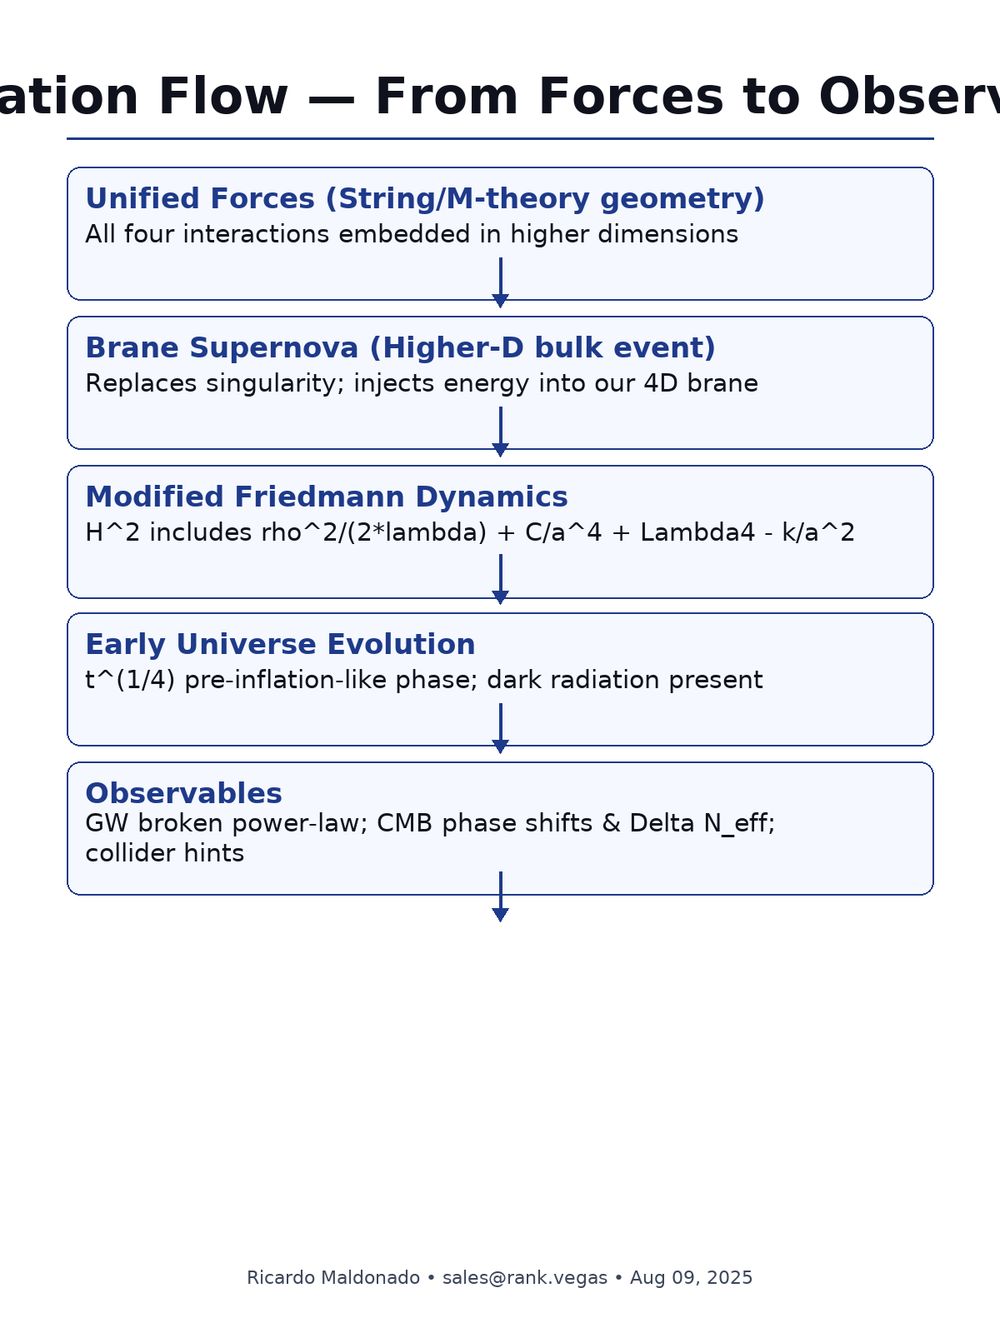 ation Flow — From Forces to Observ
Unified Forces (String/M-theory geometry)
All four interactions embedded in higher dimensions
Brane Supernova (Higher-D bulk event)
Replaces singularity; injects energy into our 4D brane
Modified Friedmann Dynamics
H^2 includes rho^2/(2*lambda) + C/a^4 + Lambda4 - k/a^2
Early Universe Evolution
t^(1/4) pre-inflation-like phase; dark radiation present
Observables
GW broken power-law; CMB phase shifts & Delta N_eff;
collider hints
Ricardo Maldonado • sales@rank.vegas • Aug 09, 2025